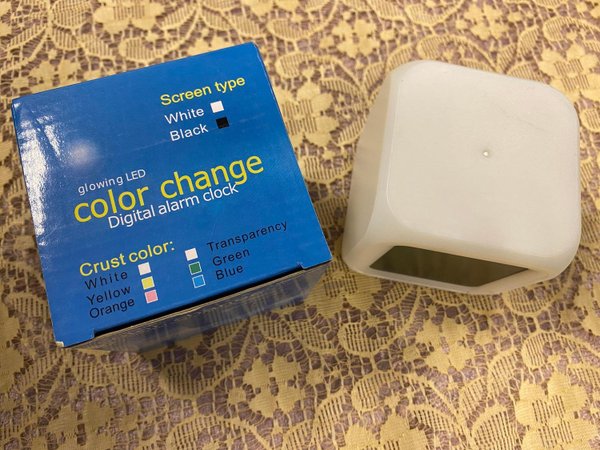 Screen type
White
Black
glowing LED
color change
Digital alarm clock
Crust color:
White
Yellow
Orange
Transparency
Green
Blue